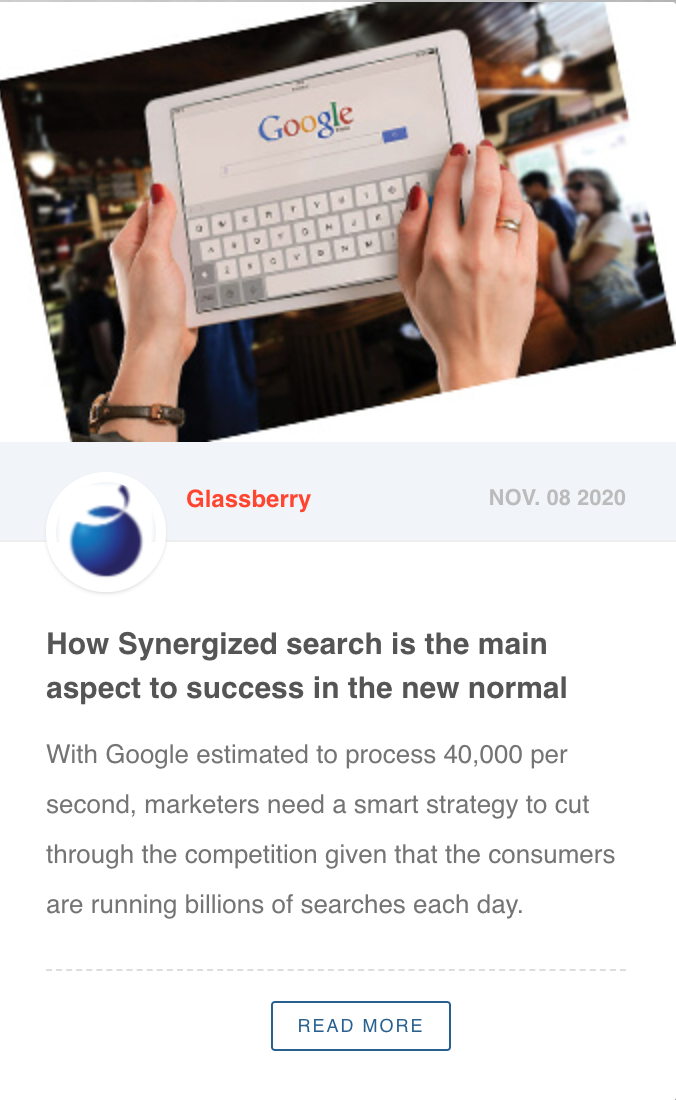 Google
Glassberry
NOV. 08 2020
How Synergized search is the main
aspect to success in the new normal
With Google estimated to process 40,000 per
second, marketers need a smart strategy to cut
through the competition given that the consumers
are running billions of searches each day.
READ MORE